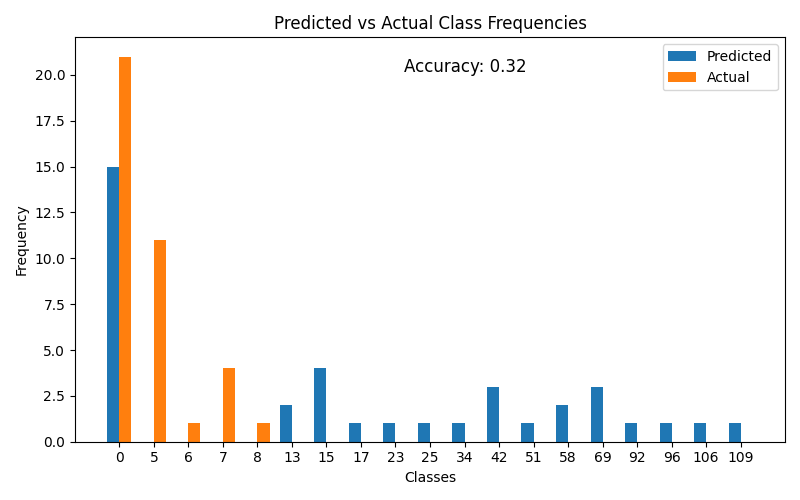 Predicted vs Actual Class Frequencies
Accuracy: 0.32
Predicted
Actual
Frequency
20.0
17.5
15.0
12.5
10.0
7.5
5.0
2.5
0.0
0 5 6 7 8 13 15 17 23 25 34 42 51 58 69 92 96 106 109
Classes